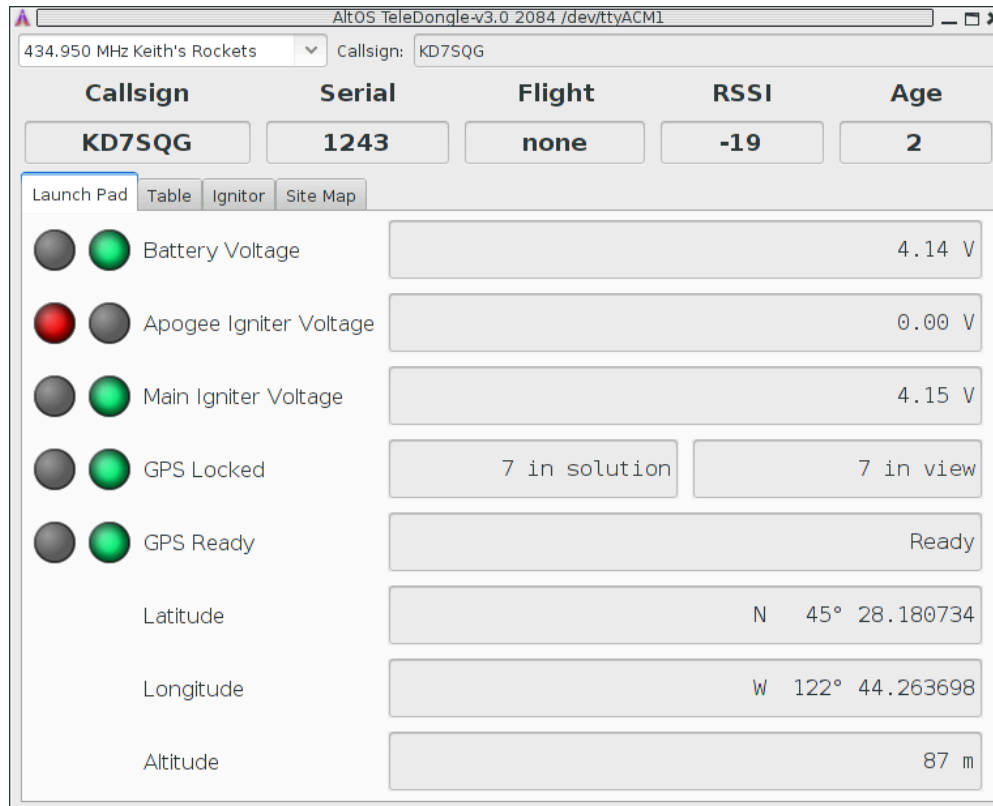 AltOS TeleDongle-v3.0 2084 /dev/ttyACM1
434.950 MHz Keith's Rockets Callsign: KD7SQG
Callsign Serial Flight RSSI Age
KD7SQG 1243 none -19 2
Launch Pad Table Ignitor Site Map
Battery Voltage 4.14 V
Apogee Igniter Voltage 0.00 V
Main Igniter Voltage 4.15 V
GPS Locked 7 in solution 7 in view
GPS Ready Ready
Latitude N 45° 28.180734
Longitude W 122° 44.263698
Altitude 87 m